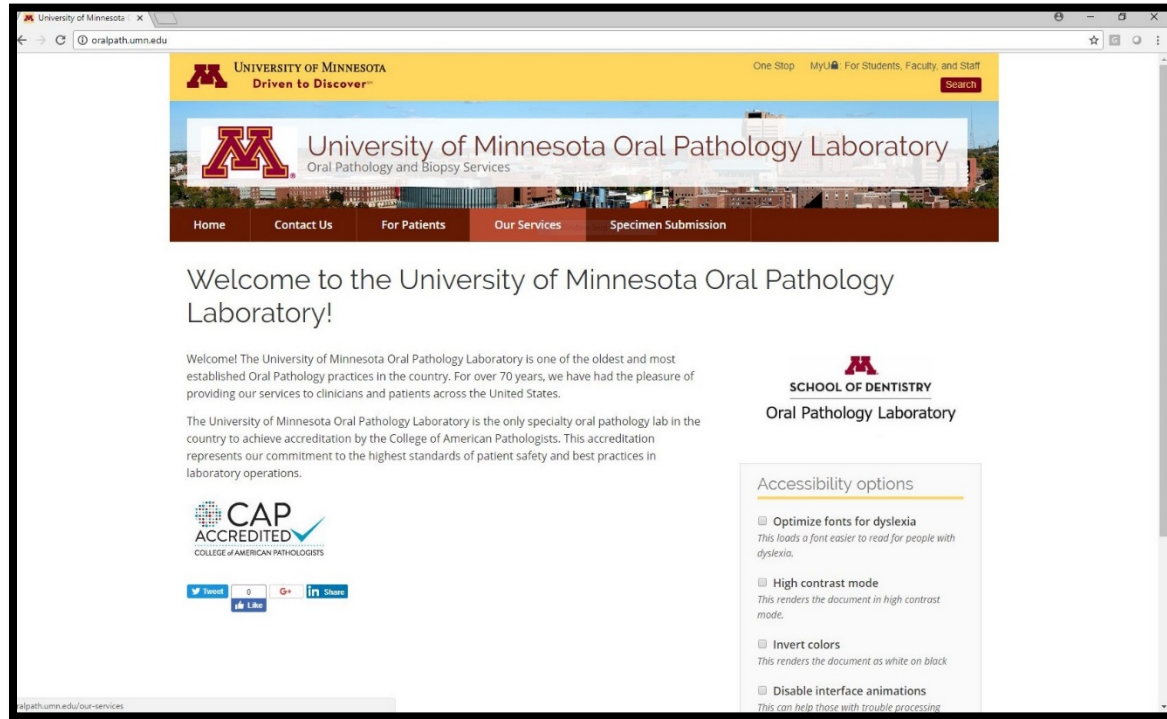 University of Minnesota
oralpath.umn.edu
UNIVERSITY OF MINNESOTA
Driven to Discover
One Stop MyU: For Students, Faculty, and Staff
Search
University of Minnesota Oral Pathology Laboratory
Oral Pathology and Biopsy Services
Home Contact Us For Patients Our Services Specimen Submission
Welcome to the University of Minnesota Oral Pathology
Laboratory!
Welcome! The University of Minnesota Oral Pathology Laboratory is one of the oldest and most
established Oral Pathology practices in the country. For over 70 years, we have had the pleasure of
providing our services to clinicians and patients across the United States.
The University of Minnesota Oral Pathology Laboratory is the only specialty oral pathology lab in the
country to achieve accreditation by the College of American Pathologists. This accreditation
represents our commitment to the highest standards of patient safety and best practices in
laboratory operations.
CAP
ACCREDITED
COLLEGE of AMERICAN PATHOLOGISTS
Tweet 0 G+ in Share
Like
M
SCHOOL OF DENTISTRY
Oral Pathology Laboratory
Accessibility options
Optimize fonts for dyslexia
This loads a font easier to read for people with
dyslexia.
High contrast mode
This renders the document in high contrast
mode.
Invert colors
This renders the document as white on black
Disable interface animations
This can help those with trouble processing
ralpath.umn.edu/our-services